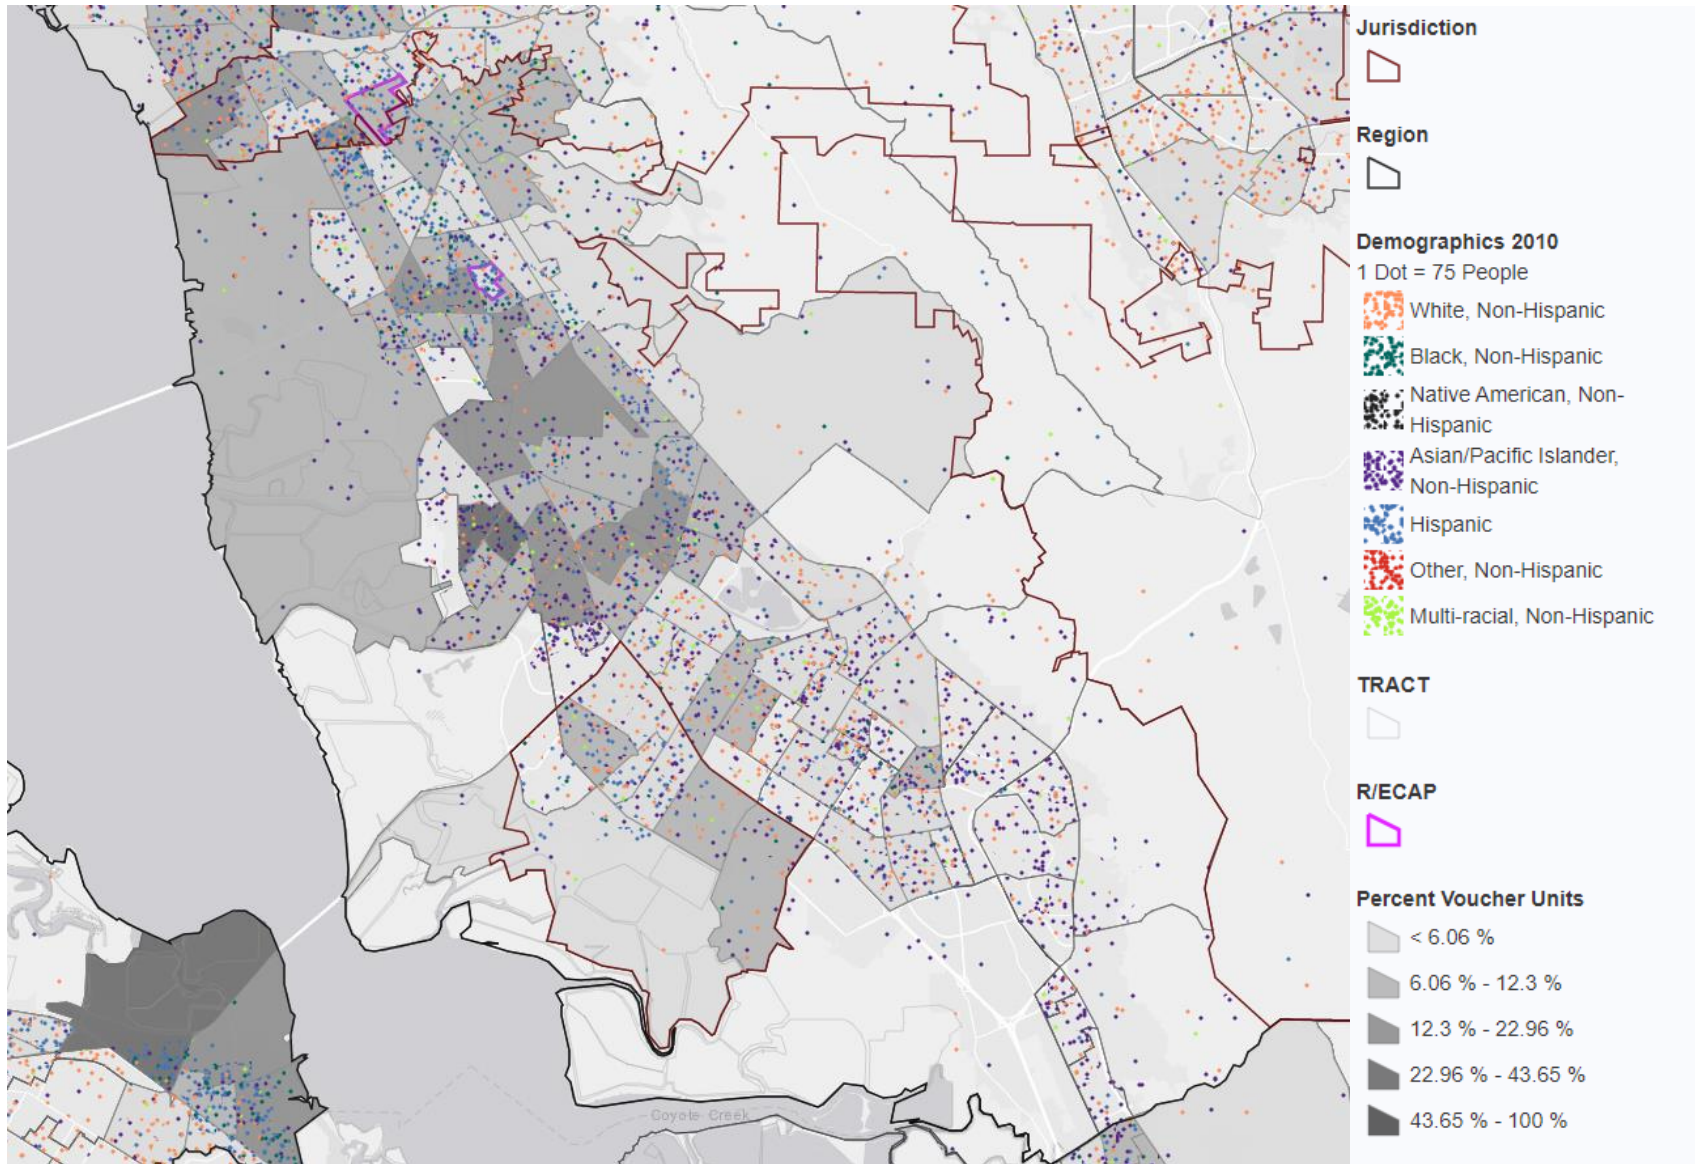 Jurisdiction
Region
Demographics 2010
1 Dot = 75 People
White, Non-Hispanic
Black, Non-Hispanic
Native American, Non-
Hispanic
Asian/Pacific Islander,
Non-Hispanic
Hispanic
Other, Non-Hispanic
Multi-racial, Non-Hispanic
TRACT
R/ECAP
Percent Voucher Units
< 6.06 %
6.06 % - 12.3 %
12.3 % - 22.96 %
22.96 % - 43.65 %
43.65 % - 100 %
Coyote Creek